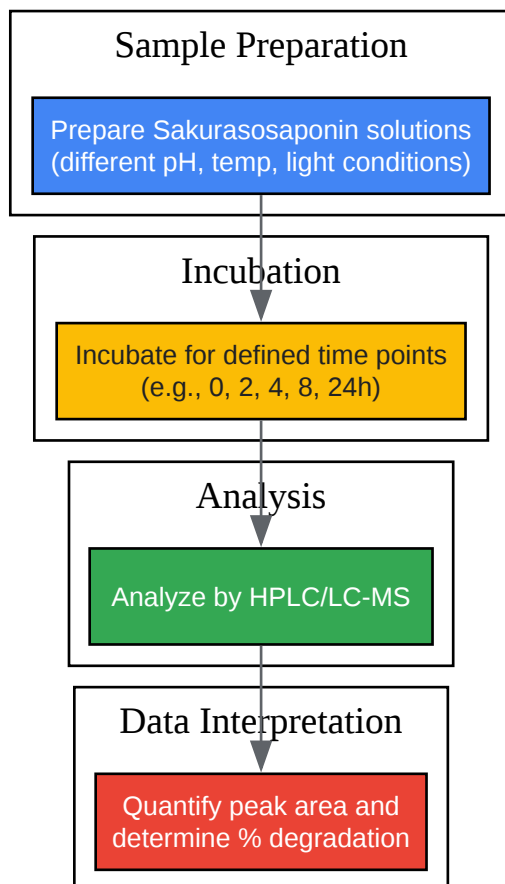 Sample Preparation
Prepare Sakurasosaponin solutions
(different pH, temp, light conditions)
Incubation
Incubate for defined time points
(e.g., 0, 2, 4, 8, 24h)
Analysis
Analyze by HPLC/LC-MS
Data Interpretation
Quantify peak area and
determine % degradation